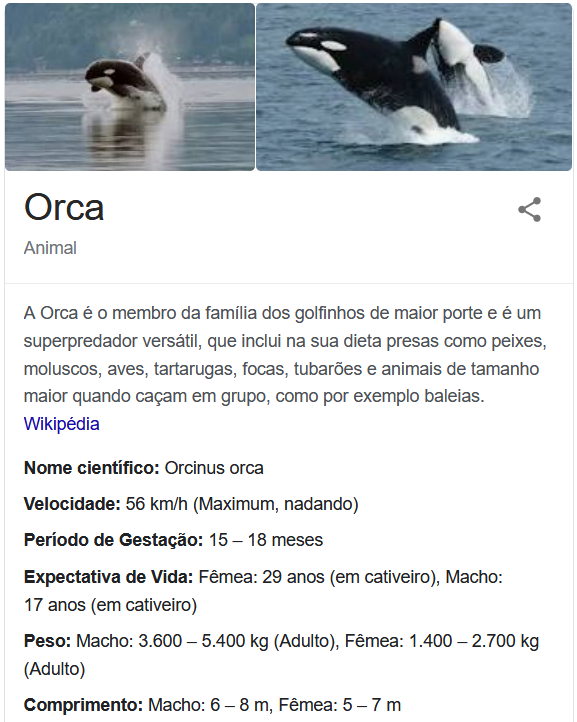 Orca
Animal
A Orca é o membro da família dos golfinhos de maior porte e é um
superpredador versátil, que inclui na sua dieta presas como peixes,
moluscos, aves, tartarugas, focas, tubarões e animais de tamanho
maior quando caçam em grupo, como por exemplo baleias.
Wikipédia
Nome científico: Orcinus orca
Velocidade: 56 km/h (Maximum, nadando)
Período de Gestação: 15 – 18 meses
Expectativa de Vida: Fêmea: 29 anos (em cativeiro), Macho:
17 anos (em cativeiro)
Peso: Macho: 3.600 – 5.400 kg (Adulto), Fêmea: 1.400 – 2.700 kg
(Adulto)
Comprimento: Macho: 6 – 8 m, Fêmea: 5 – 7 m